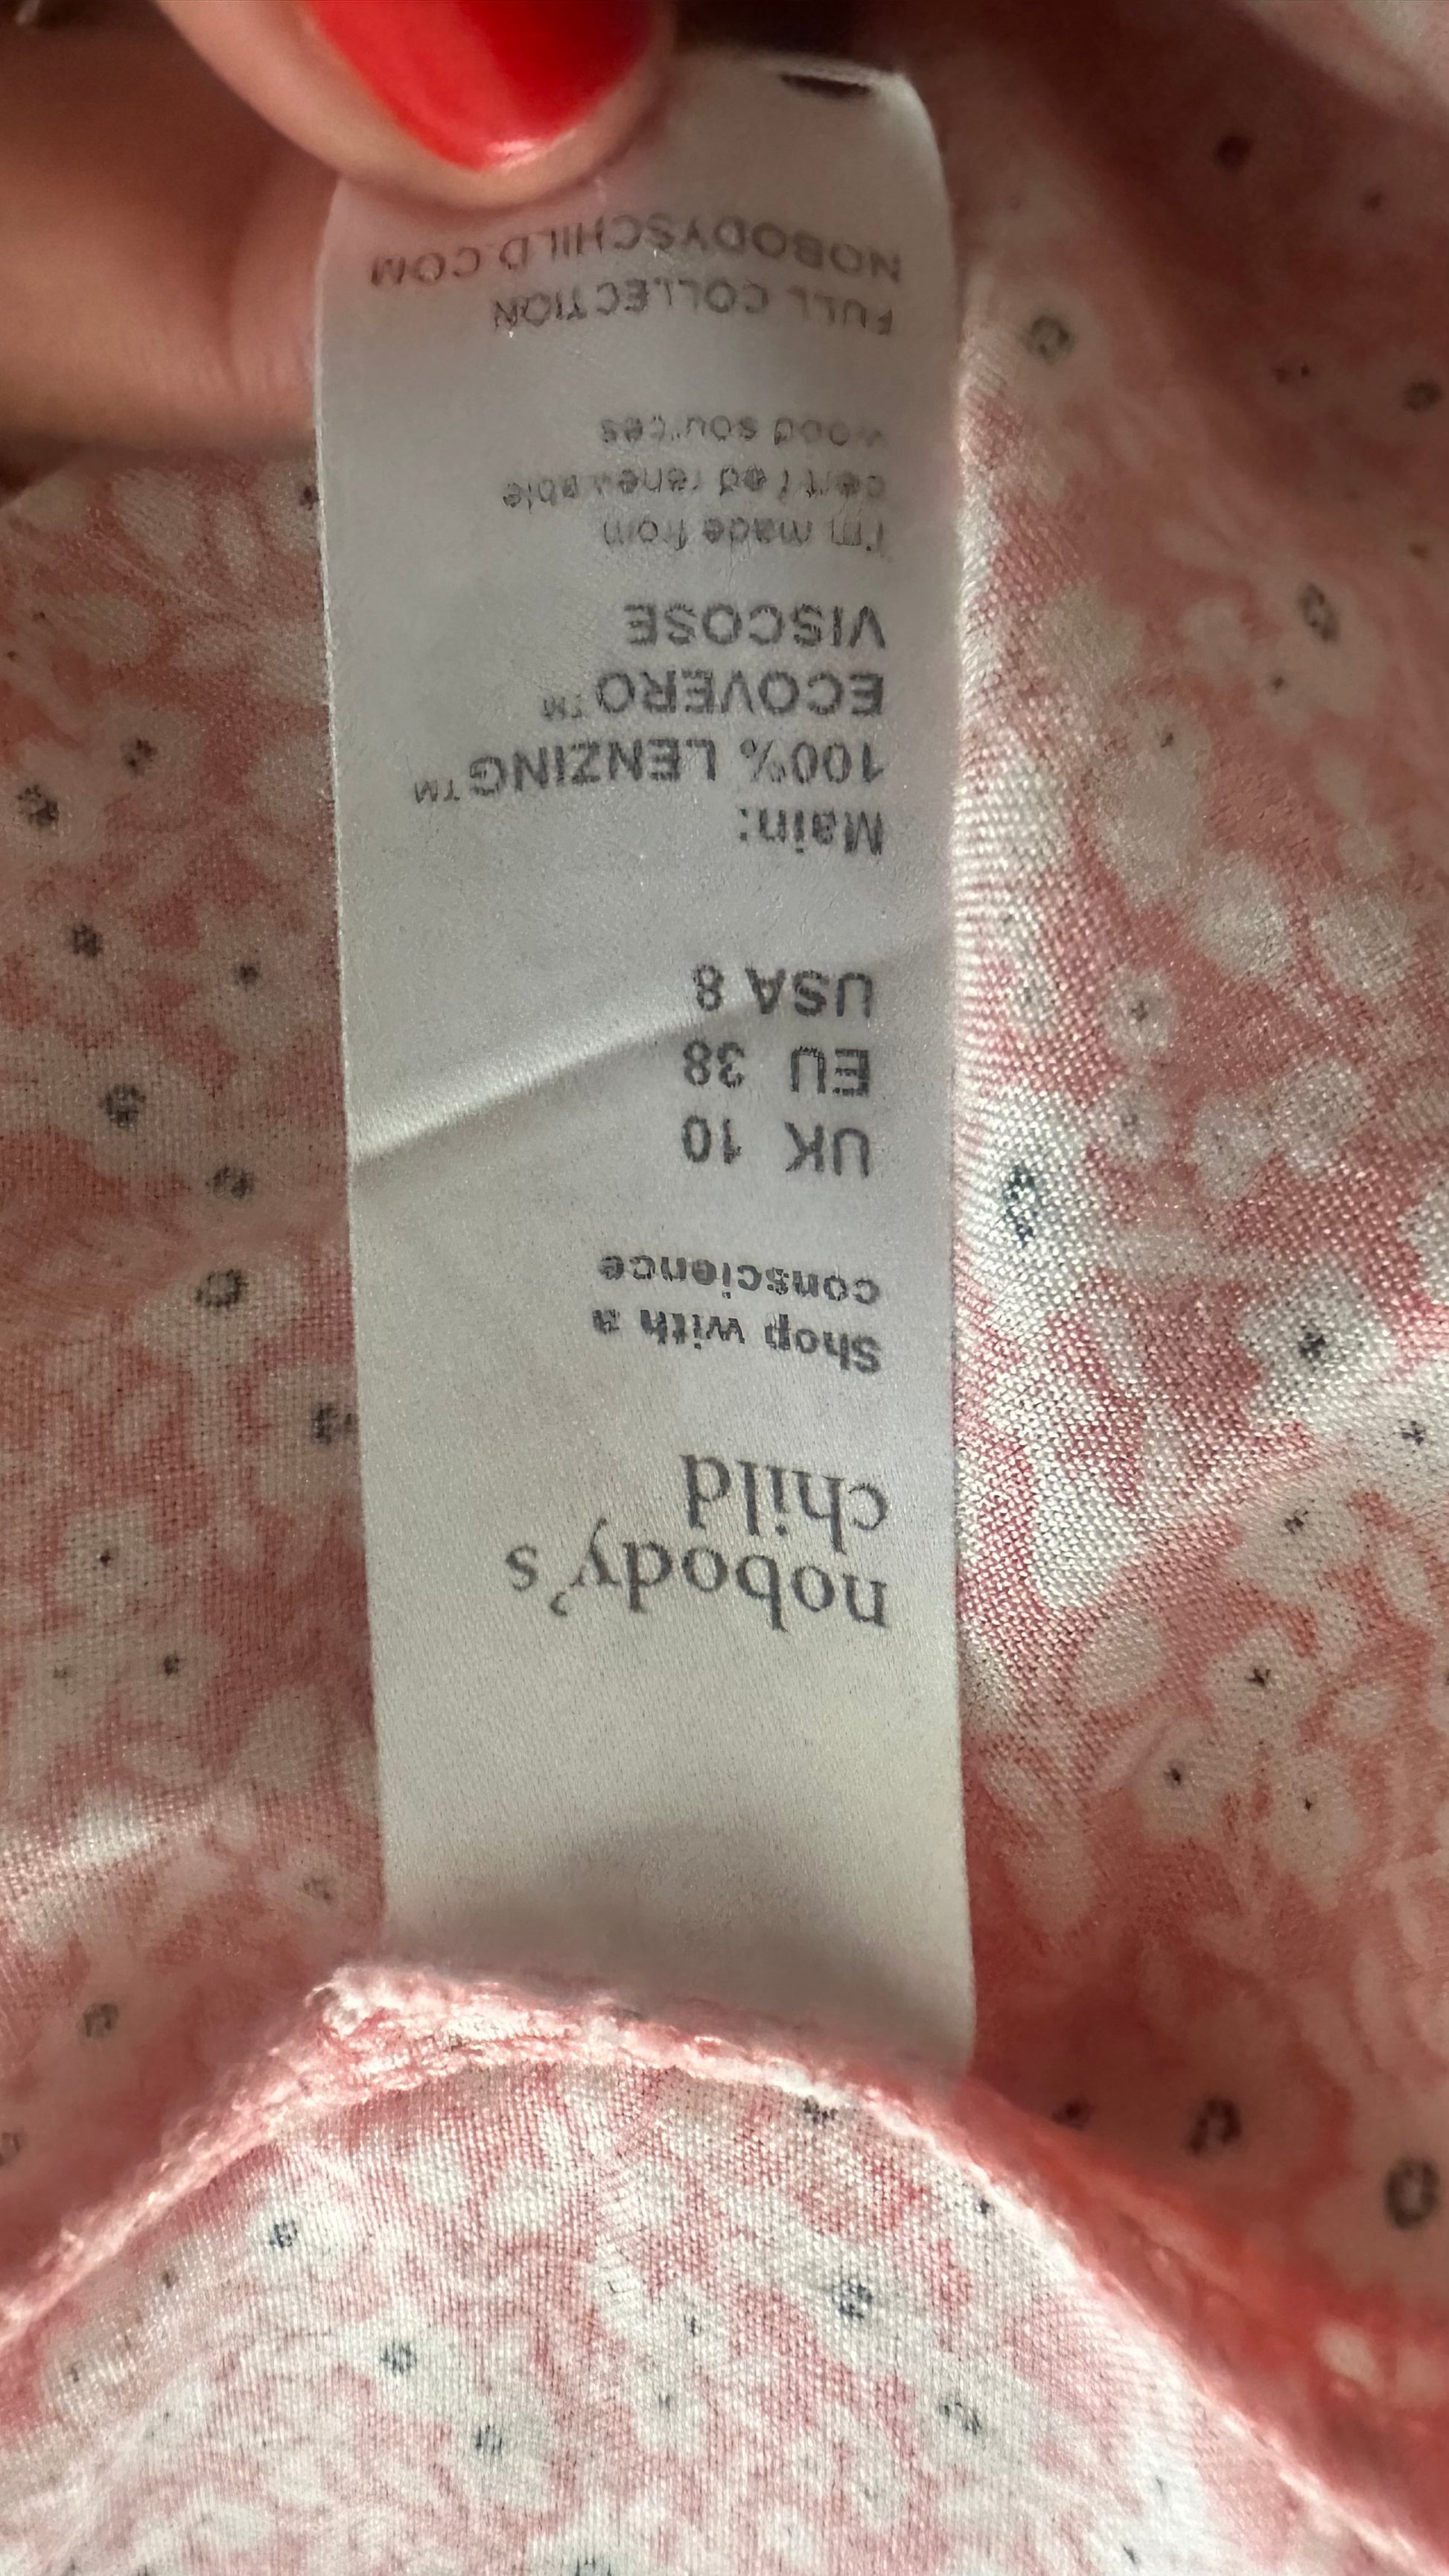 nobody's
child
Shop with a
conscience
UK 10
EU 38
USA 8
Main:
100% LENZING™
ECOVERO™
VISCOSE
I'm made from
certified renewable
wood sources
FULL COLLECTION
NOBODYSCHILD.COM